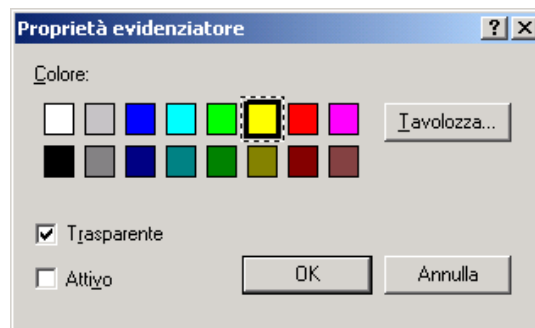 Proprietà evidenziatore
Colore:
Tavolozza...
Trasparente
Attivo
OK
Annulla